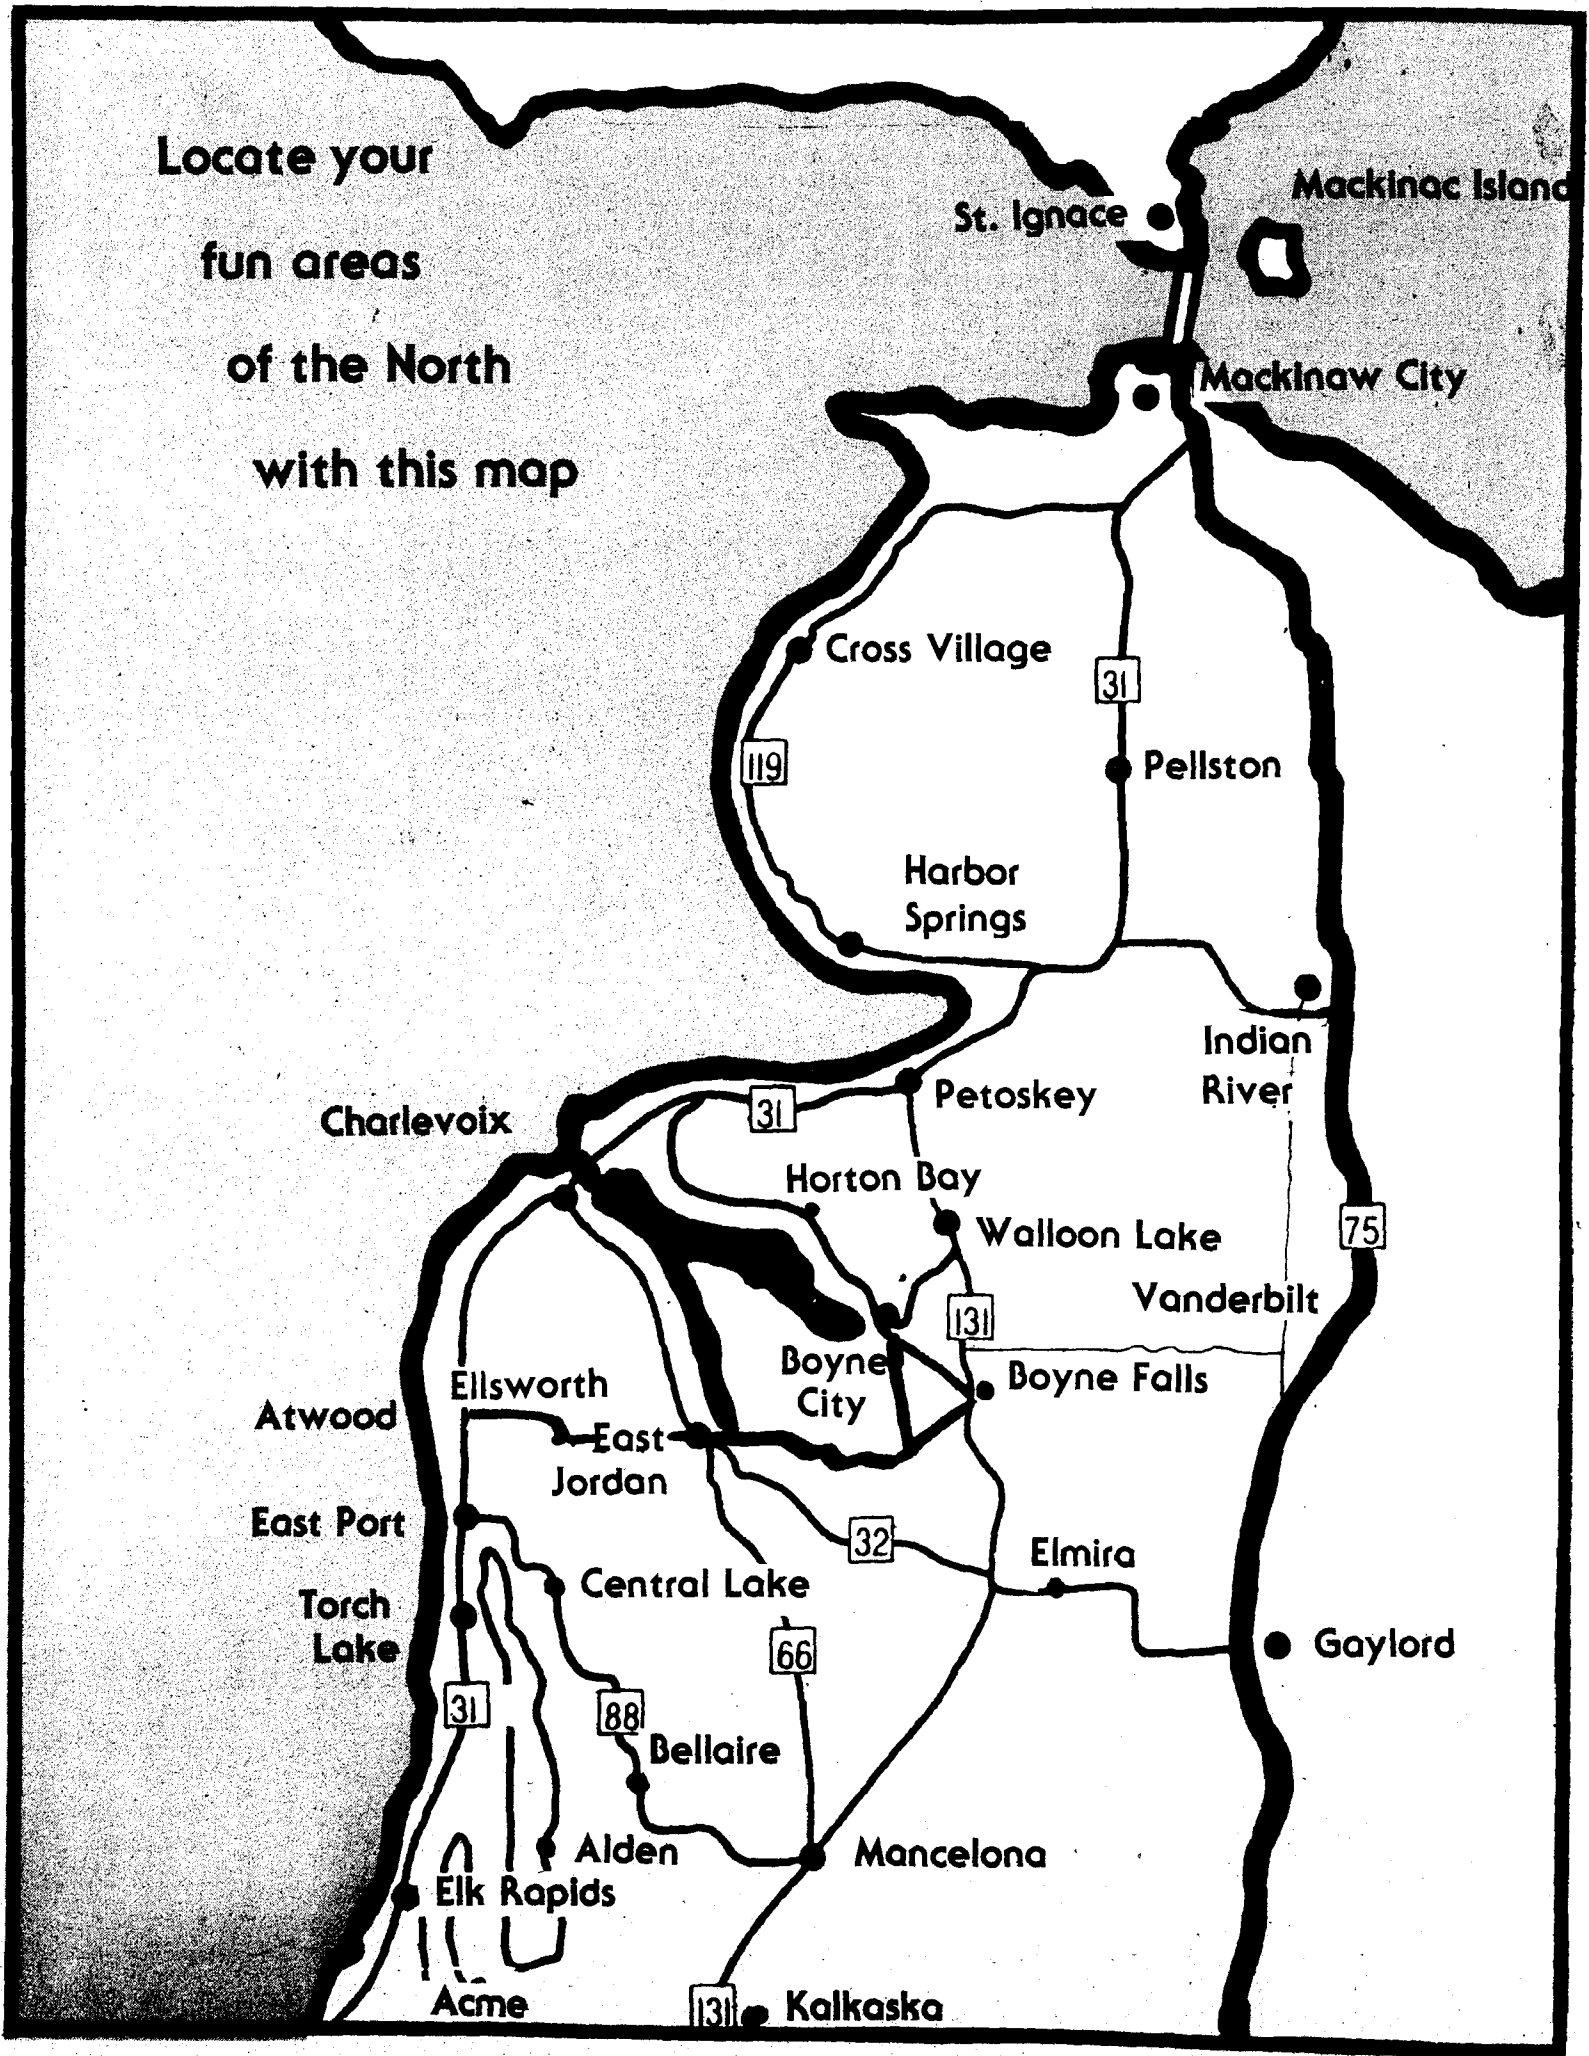 Locate your
fun areas
of the North
with this map
Mackinac Island
St. Ignace
Mackinaw City
Cross Village
31
119
Pellston
Harbor
Springs
Indian
River
Petoskey
31
Charlevoix
Horton Bay
Walloon Lake
75
Vanderbilt
131
Boyne
City
Boyne Falls
Ellsworth
Atwood
East
Jordan
East Port
32
Elmira
Central Lake
Torch
Lake
66
Gaylord
31
88
Bellaire
Alden
Mancelona
Elk Rapids
Acme
131
Kalkaska